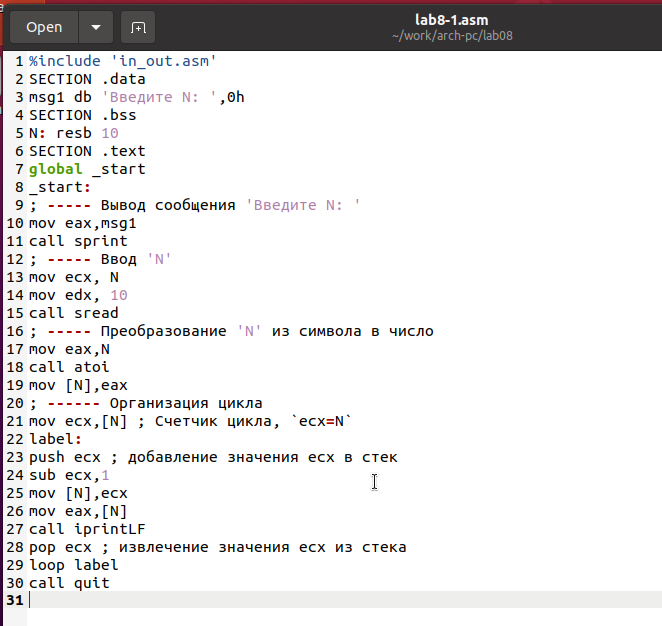 Open
lab8-1.asm
~/work/arch-pc/lab08
1 %include 'in_out.asm'
2 SECTION .data
3 msg1 db 'Введите N: ',0h
4 SECTION .bss
5 N: resb 10
6 SECTION .text
7 global _start
8 _start:
9 ; ----- Вывод сообщения 'Введите N: '
10 mov eax,msg1
11 call sprint
12 ; ----- Ввод 'N'
13 mov ecx, N
14 mov edx, 10
15 call sread
16 ; ----- Преобразование 'N' из символа в число
17 mov eax,N
18 call atoi
19 mov [N],eax
20 ; ------ Организация цикла
21 mov ecx,[N] ; Счетчик цикла, `ecx=N`
22 label:
23 push ecx ; добавление значения ecx в стек
24 sub ecx,1
25 mov [N],ecx
26 mov eax,[N]
27 call iprintLF
28 pop ecx ; извлечение значения ecx из стека
29 loop label
30 call quit
31